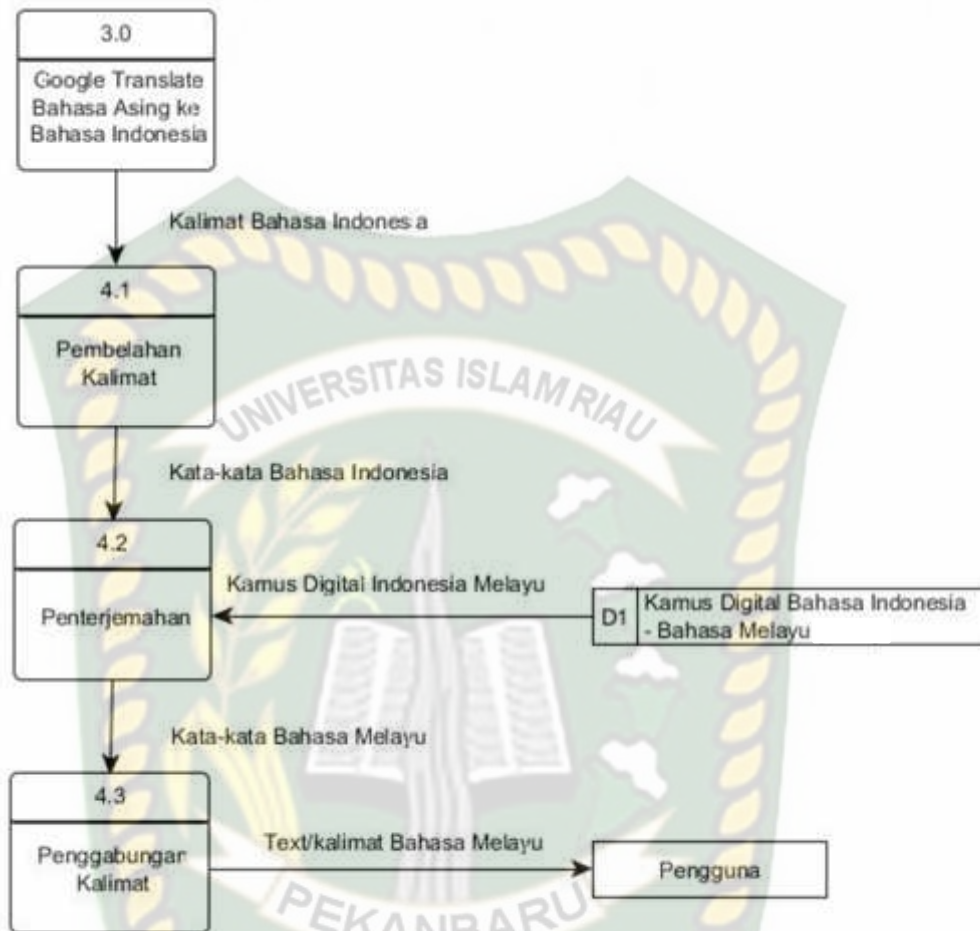 3.0
Google Translate
Bahasa Asing ke
Bahasa Indonesia
Kalimat Bahasa Indones a
4.1
Pembelahan
Kalimat
UNIVERSITAS ISLAM RIAU
Kata-kata Bahasa Indonesia
4.2
Penterjemahan
Kamus Digital Indonesia Melayu
D1
Kamus Digital Bahasa Indonesia
- Bahasa Melayu
Kata-kata Bahasa Melayu
4.3
Penggabungan
Kalimat
Text/kalimat Bahasa Melayu
Pengguna
PEKANBARU